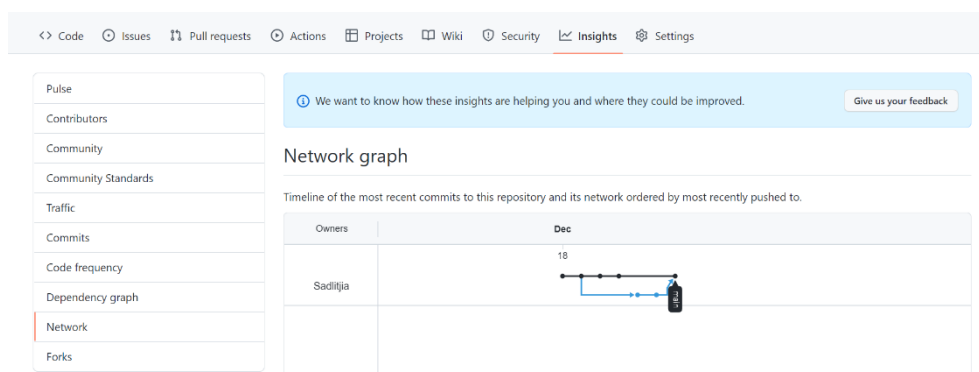 <> Code Issues Pull requests Actions Projects Wiki Security Insights Settings
Pulse
Contributors
Community
Community Standards
Traffic
Commits
Code frequency
Dependency graph
Network
Forks
We want to know how these insights are helping you and where they could be improved. Give us your feedback
Network graph
Timeline of the most recent commits to this repository and its network ordered by most recently pushed to.
Owners Dec
18
Sadlitjia
main